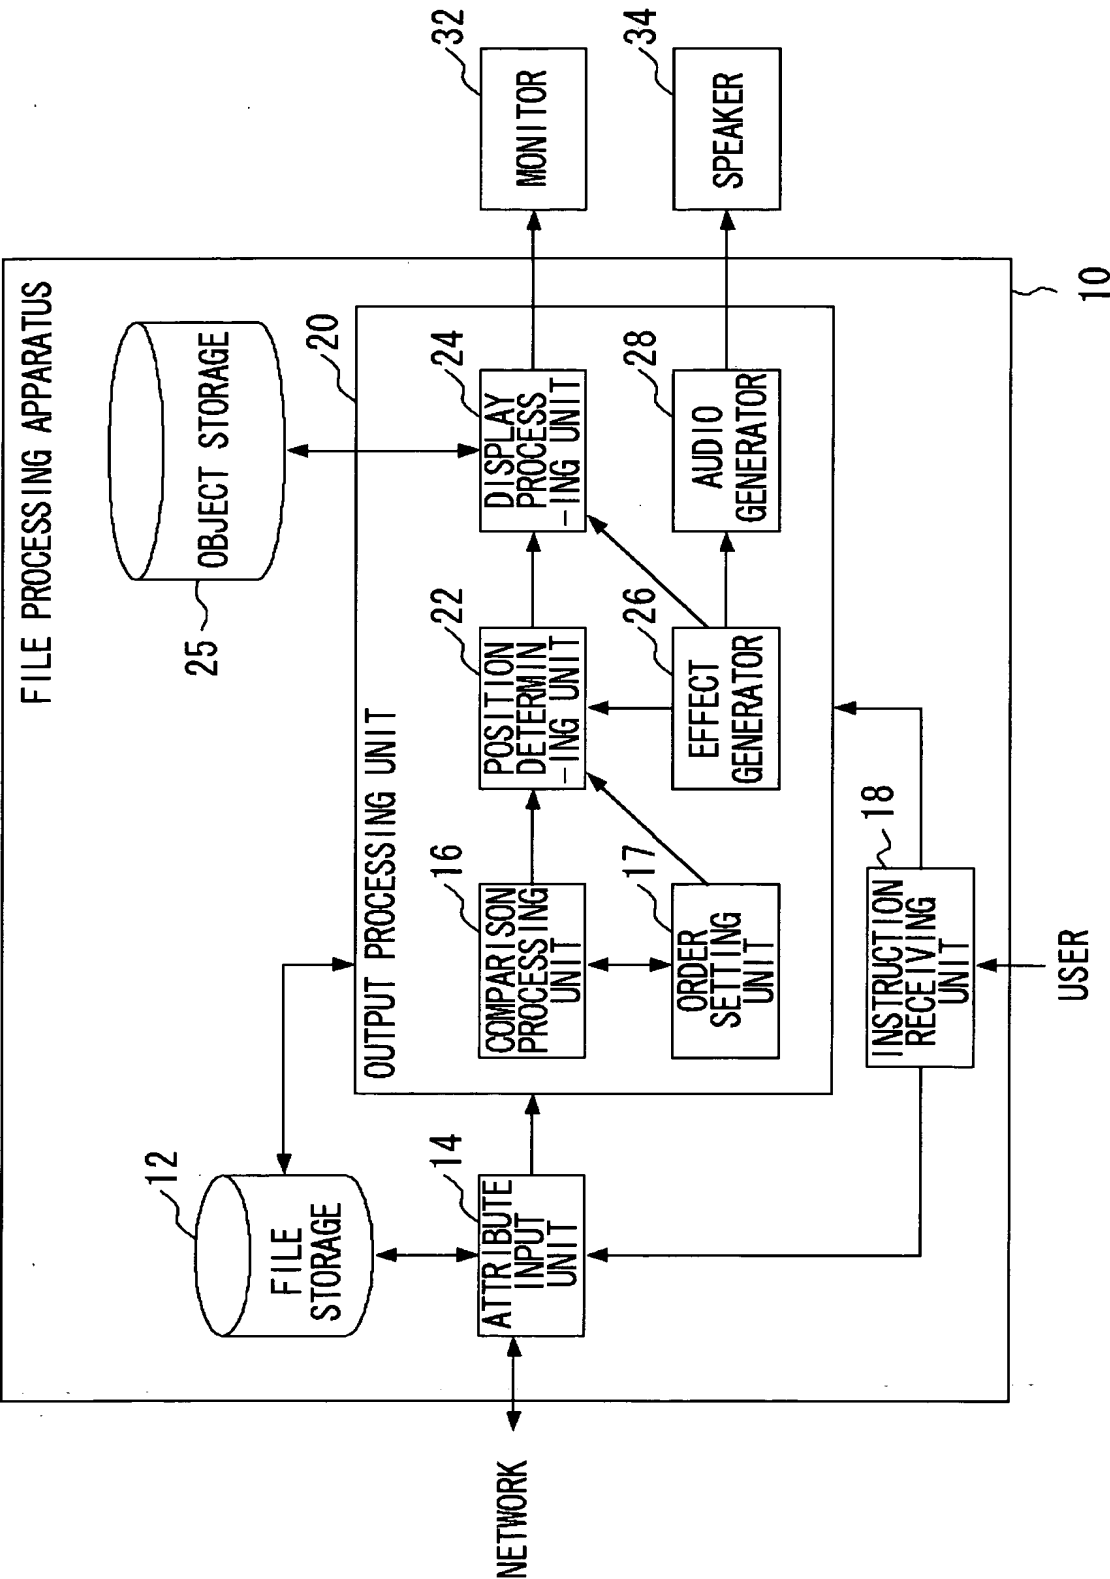 FILE PROCESSING APPARATUS
10
12
FILE
STORAGE
25
OBJECT STORAGE
OUTPUT PROCESSING UNIT
20
NETWORK
14
ATTRIBUTE
INPUT
UNIT
16
COMPARISON
PROCESSING
UNIT
22
POSITION
DETERMIN
-ING UNIT
24
DISPLAY
PROCESS
-ING UNIT
32
MONITOR
17
ORDER
SETTING
UNIT
26
EFFECT
GENERATOR
28
AUDIO
GENERATOR
34
SPEAKER
18
INSTRUCTION
RECEIVING
UNIT
USER